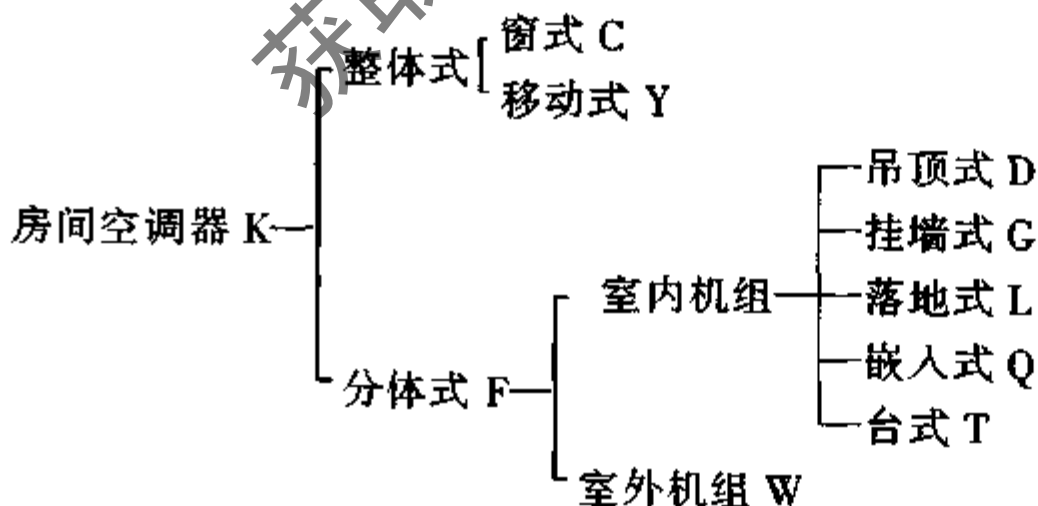 获取
窗式 C
整体式
移动式 Y
吊顶式 D
房间空调器 K
挂墙式 G
室内机组
落地式 L
嵌入式 Q
分体式 F
台式 T
室外机组 W